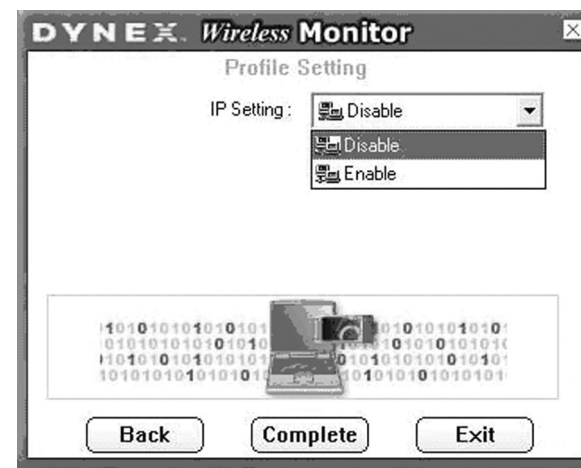 DYNEX Wireless Monitor
Profile Setting
IP Setting : Disable
Disable
Enable
Back Complete Exit